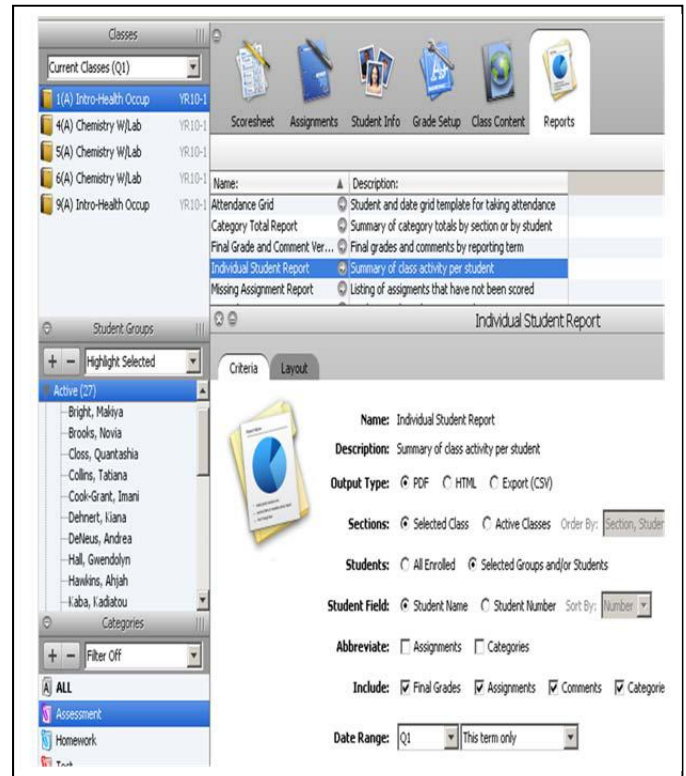 Classes
Current Classes (Q1)
1(A) Intro-Health Occup YR10-1
4(A) Chemistry W/Lab YR10-1
5(A) Chemistry W/Lab YR10-1
6(A) Chemistry W/Lab YR10-1
9(A) Intro-Health Occup YR10-1
Student Groups
+ - Highlight Selected
Active (27)
Bright, Makiya
Brooks, Novia
Closs, Quantashia
Collins, Tatiana
Cook-Grant, Imani
Dehnert, Kiana
DeNeus, Andrea
Hall, Gwendolyn
Hawkins, Ahjah
Kaba, Kadiatou
Categories
+ - Filter Off
ALL
Assessment
Homework
Test
Scoresheet Assignments Student Info Grade Setup Class Content Reports
Name: Description:
Attendance Grid Student and date grid template for taking attendance
Category Total Report Summary of category totals by section or by student
Final Grade and Comment Ver... Final grades and comments by reporting term
Individual Student Report Summary of class activity per student
Missing Assignment Report Listing of assigments that have not been scored
Individual Student Report
Criteria Layout
Name: Individual Student Report
Description: Summary of class activity per student
Output Type: PDF HTML Export (CSV)
Sections: Selected Class Active Classes Order By: Section, Studen
Students: All Enrolled Selected Groups and/or Students
Student Field: Student Name Student Number Sort By: Number
Abbreviate: Assignments Categories
Include: Final Grades Assignments Comments Categorie
Date Range: Q1 This term only